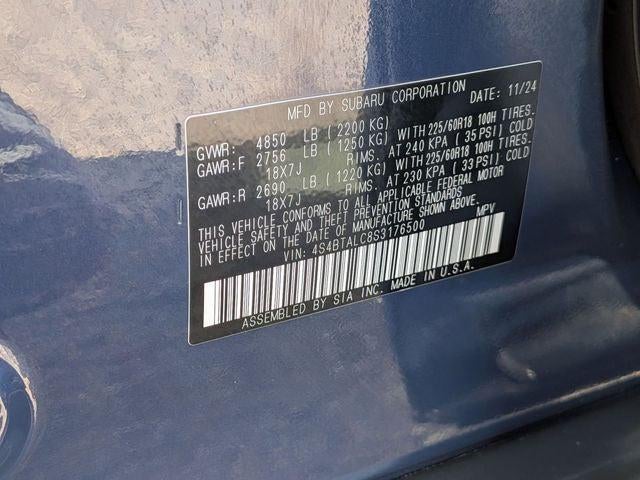 MFD BY SUBARU CORPORATION DATE: 11/24
GVWR: 4850 LB (2200 KG)
GAWR:F 2756 LB (1250 KG) WITH 225/60R18 100H TIRES.
18X7J RIMS. AT 240 KPA (35 PSI) COLD
GAWR:R 2690 LB (1220 KG) WITH 225/60R18 100H TIRES.
18X7J RIMS. AT 230 KPA (33 PSI) COLD
THIS VEHICLE CONFORMS TO ALL APPLICABLE FEDERAL MOTOR
VEHICLE SAFETY AND THEFT PREVENTION STANDARDS
IN EFFECT ON THE DATE OF MANUFACTURE SHOWN ABOVE.
VIN: 4S4BTALC8S3176500 MPV
ASSEMBLED BY SIA INC. MADE IN U.S.A.